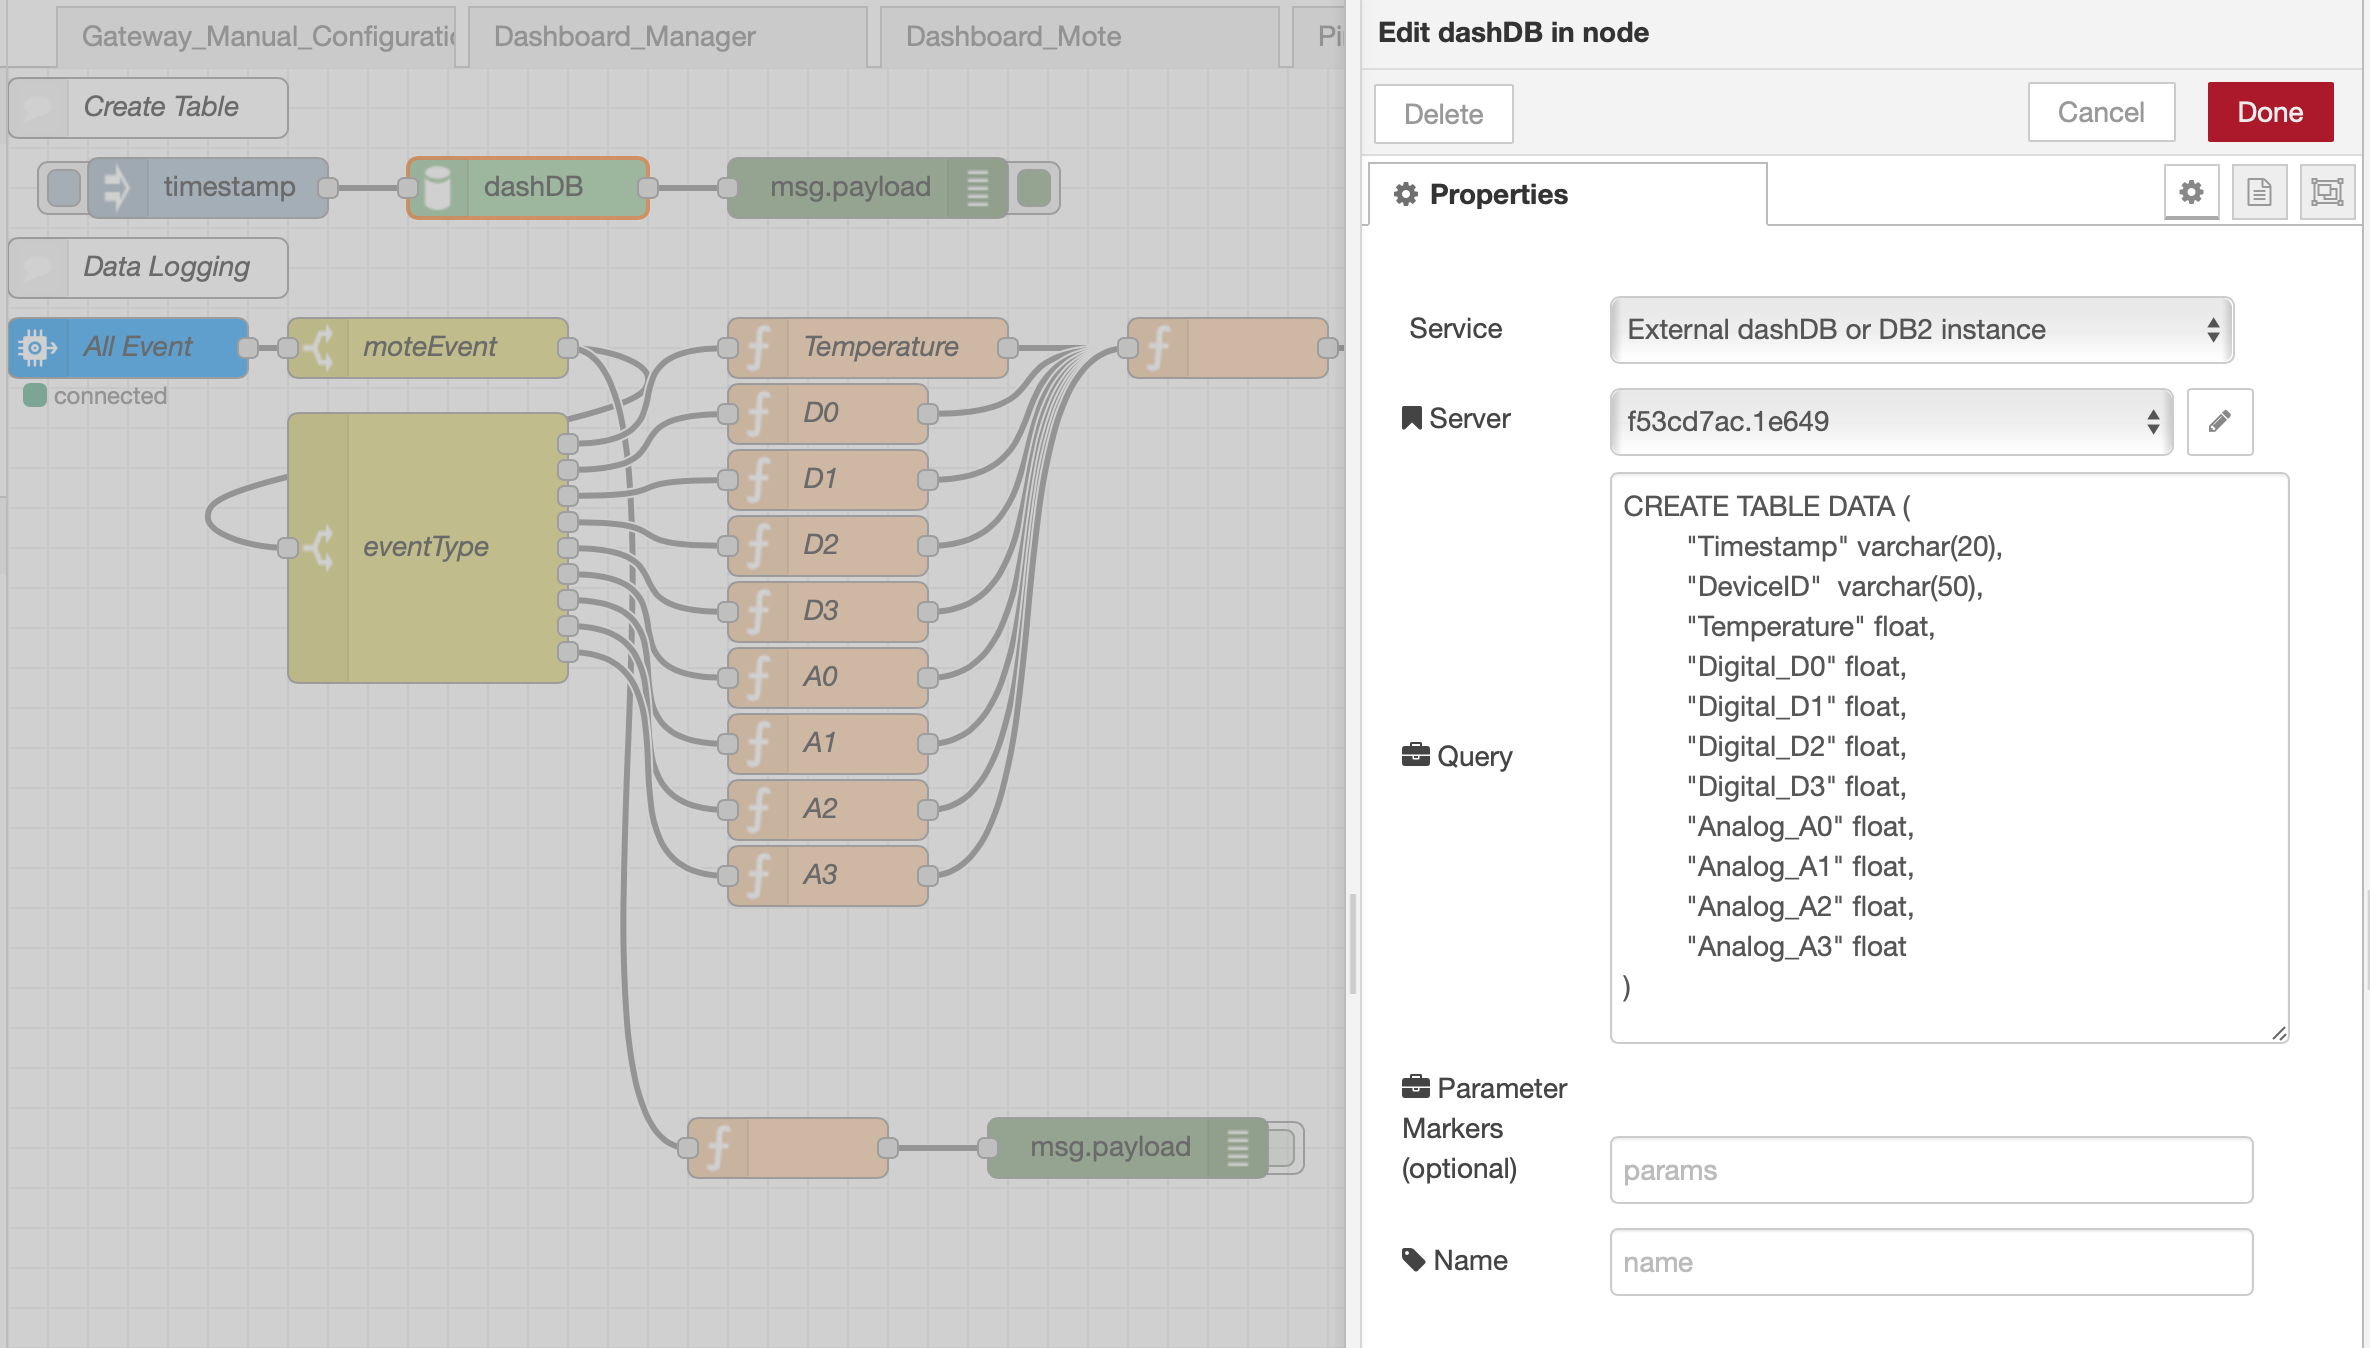 Gateway_Manual_Configurati
Dashboard_Manager
Dashboard_Mote
Create Table
timestamp
dashDB
msg.payload
Data Logging
All Event
connected
moteEvent
eventType
Temperature
D0
D1
D2
D3
A0
A1
A2
A3
msg.payload
Edit dashDB in node
Delete
Cancel
Done
Properties
Service
External dashDB or DB2 instance
Server
f53cd7ac.1e649
Query
CREATE TABLE DATA (
"Timestamp" varchar(20),
"DeviceID"  varchar(50),
"Temperature" float,
"Digital_D0" float,
"Digital_D1" float,
"Digital_D2" float,
"Digital_D3" float,
"Analog_A0" float,
"Analog_A1" float,
"Analog_A2" float,
"Analog_A3" float
)
Parameter
Markers
(optional)
params
Name
name